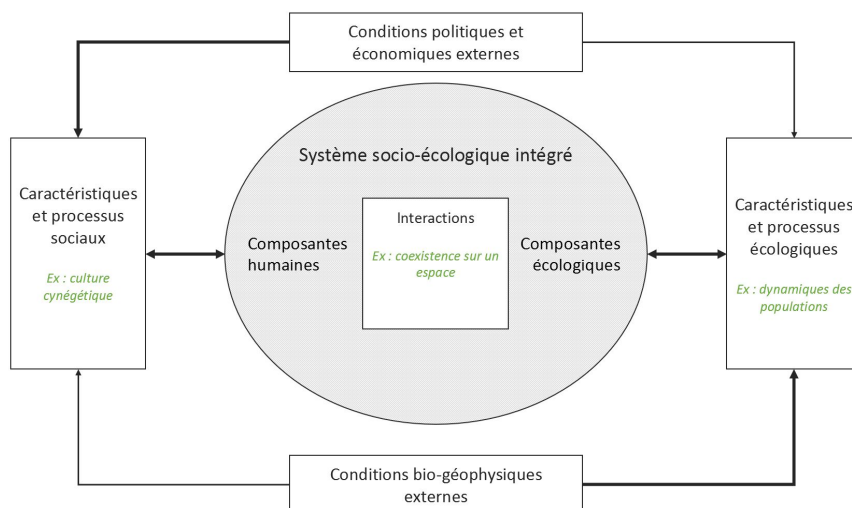 Conditions politiques et
économiques externes
Système socio-écologique intégré
Caractéristiques
et processus
sociaux
Ex : culture
cynégétique
Composantes
humaines
Interactions
Ex : coexistence sur un
espace
Composantes
écologiques
Caractéristiques
et processus
écologiques
Ex : dynamiques des
populations
Conditions bio-géophysiques
externes